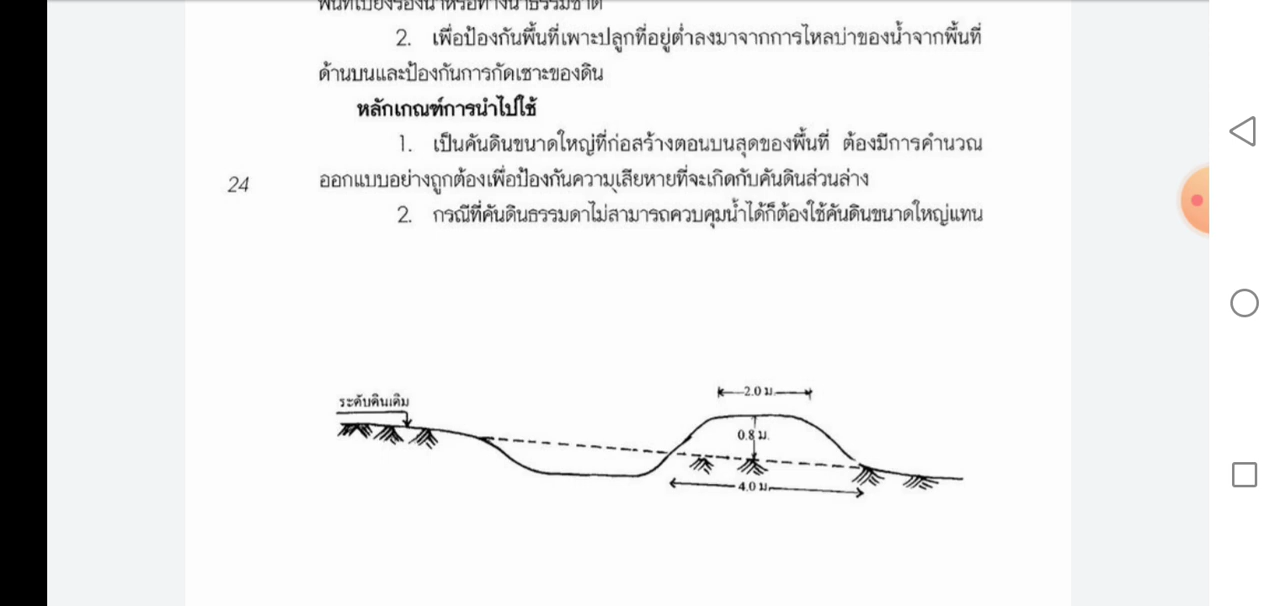 2. เพื่อป้องกันพื้นที่เพาะปลูกที่อยู่ต่ำลงมาจากการไหลบ่าของน้ำจากพื้นที่
ด้านบนและป้องกันการกัดเซาะของดิน
หลักเกณฑ์การนำไปใช้
1. เป็นคันดินขนาดใหญ่ที่ก่อสร้างตอนบนสุดของพื้นที่ ต้องมีการคำนวณ
24 ออกแบบอย่างถูกต้องเพื่อป้องกันความเสียหายที่จะเกิดกับคันดินส่วนล่าง
2. กรณีที่คันดินธรรมดาไม่สามารถควบคุมน้ำได้ก็ต้องใช้คันดินขนาดใหญ่แทน
2.0 ม.
ระดับดินเดิม
0.8 ม.
4.0 ม.